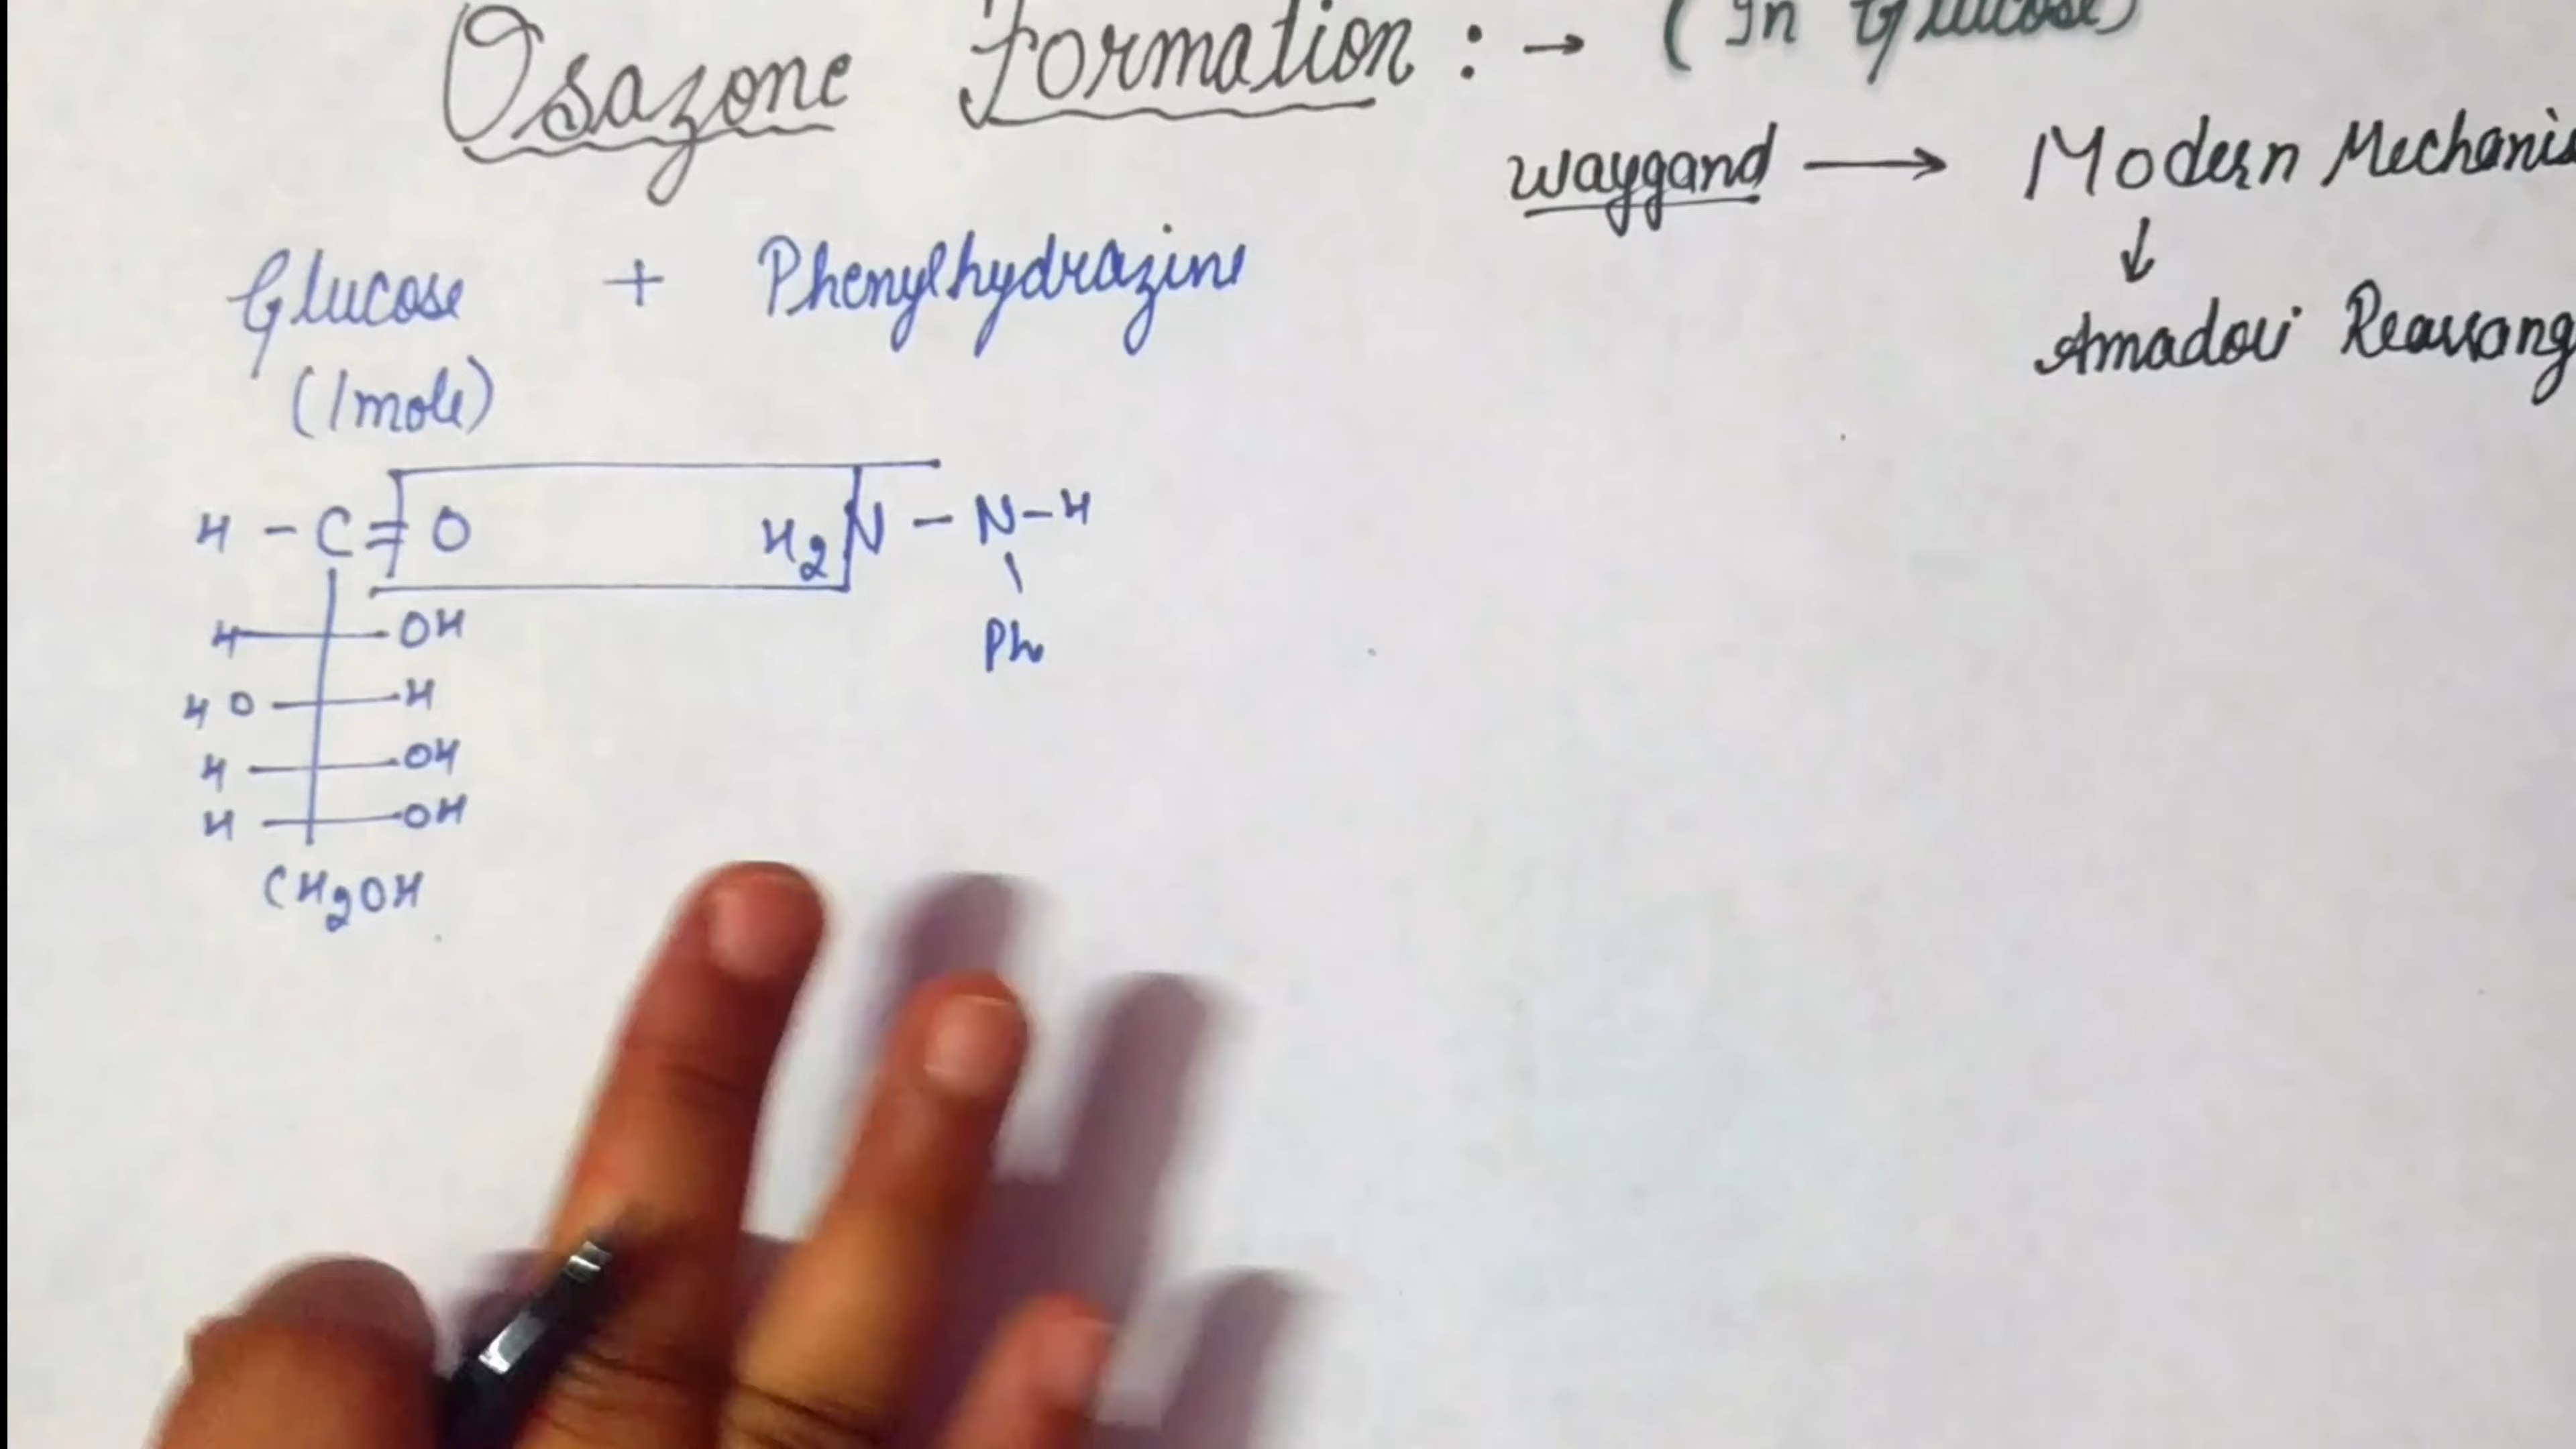 Osazone Formation : → (In Glucose)
Waygand → Modern Mechanis
↓
Glucose + Phenylhydrazine
Amadori Rearrang
(1mole)
H - C = O H2N - N - H
Ph
H OH
HO H
H OH
H OH
CH2OH